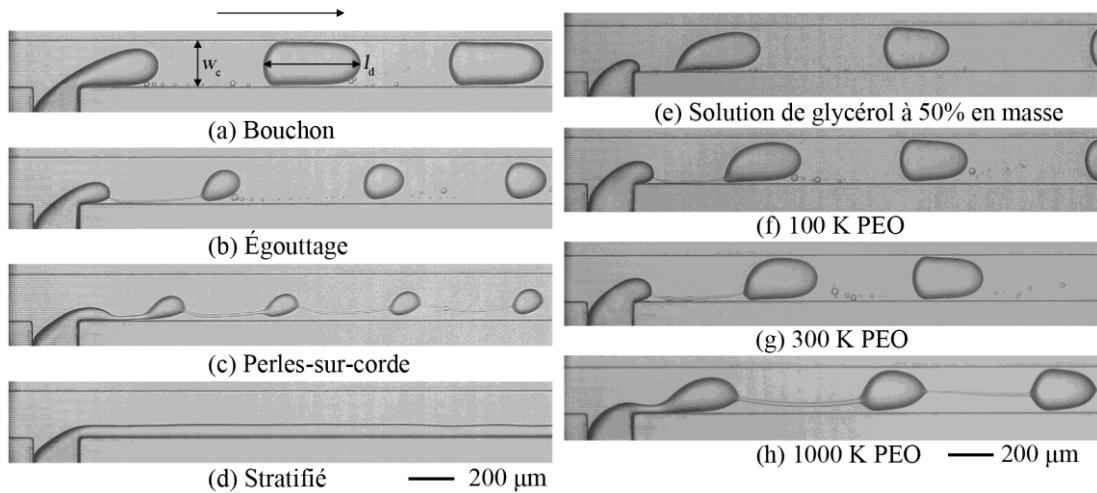 w_c
l_d
(a) Bouchon
(b) Égouttage
(c) Perles-sur-corde
(d) Stratifié
200 μm
(e) Solution de glycérol à 50% en masse
(f) 100 K PEO
(g) 300 K PEO
(h) 1000 K PEO
200 μm